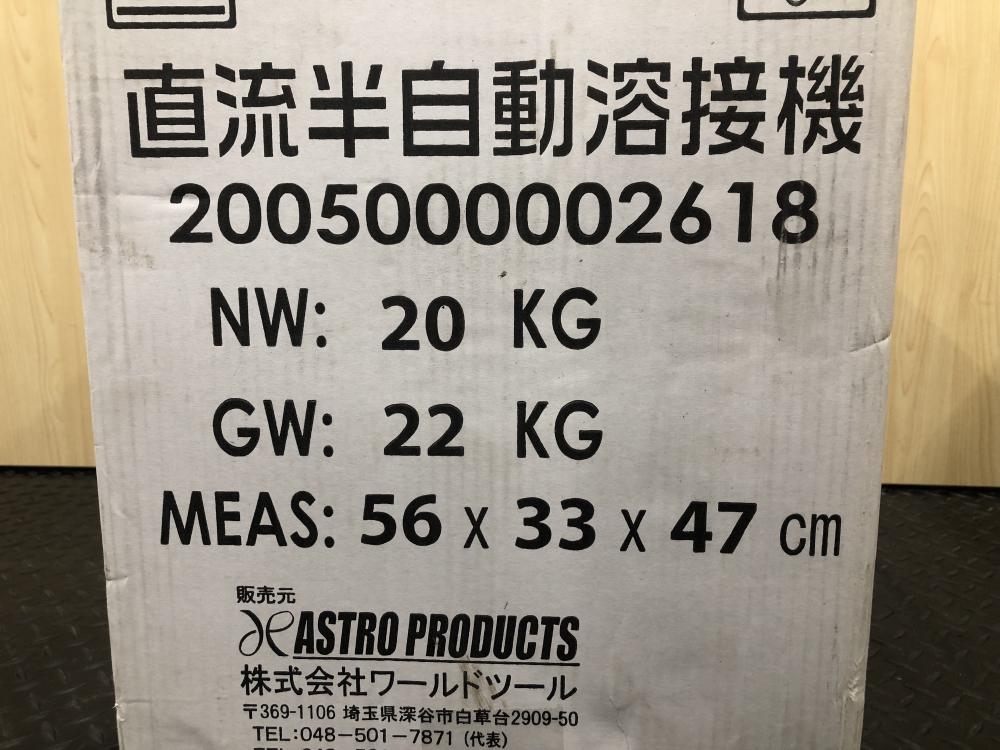 直流半自動溶接機
2005000002618
NW: 20 KG
GW: 22 KG
MEAS: 56 x 33 x 47 cm
販売元
ASTRO PRODUCTS
株式会社ワールドツール
〒369-1106 埼玉県深谷市白草台2909-50
TEL:048-501-7871 (代表)